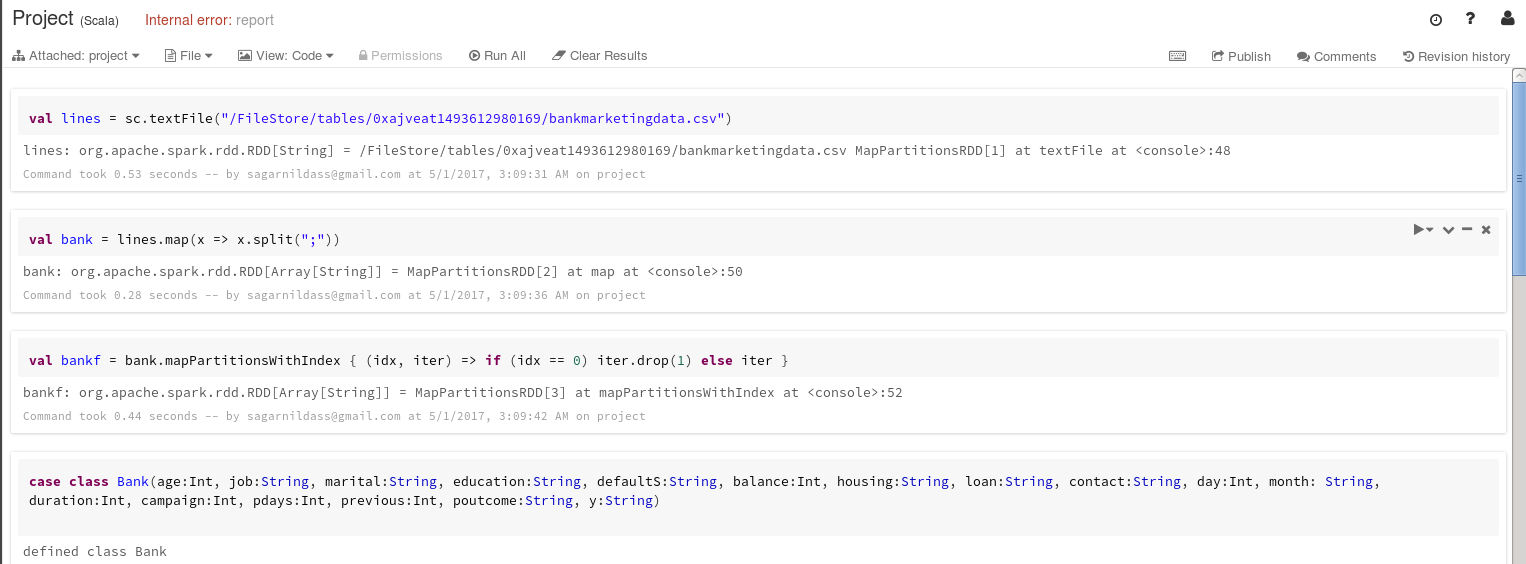 Project (Scala) Internal error: report
Attached: project File View: Code Permissions Run All Clear Results Publish Comments Revision history
val lines = sc.textFile("/FileStore/tables/0xajveat1493612980169/bankmarketingdata.csv")
lines: org.apache.spark.rdd.RDD[String] = /FileStore/tables/0xajveat1493612980169/bankmarketingdata.csv MapPartitionsRDD[1] at textFile at <console>:48
Command took 0.53 seconds -- by sagarnildass@gmail.com at 5/1/2017, 3:09:31 AM on project
val bank = lines.map(x => x.split(";"))
bank: org.apache.spark.rdd.RDD[Array[String]] = MapPartitionsRDD[2] at map at <console>:50
Command took 0.28 seconds -- by sagarnildass@gmail.com at 5/1/2017, 3:09:36 AM on project
val bankf = bank.mapPartitionsWithIndex { (idx, iter) => if (idx == 0) iter.drop(1) else iter }
bankf: org.apache.spark.rdd.RDD[Array[String]] = MapPartitionsRDD[3] at mapPartitionsWithIndex at <console>:52
Command took 0.44 seconds -- by sagarnildass@gmail.com at 5/1/2017, 3:09:42 AM on project
case class Bank(age:Int, job:String, marital:String, education:String, defaultS:String, balance:Int, housing:String, loan:String, contact:String, day:Int, month: String,
duration:Int, campaign:Int, pdays:Int, previous:Int, poutcome:String, y:String)
defined class Bank